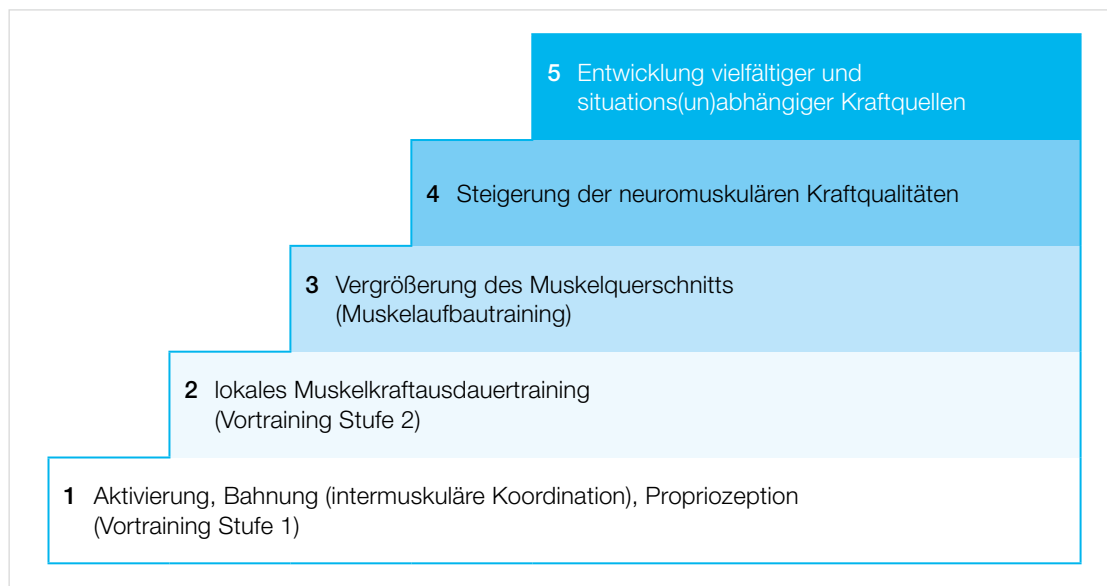 5 Entwicklung vielfältiger und
situations(un)abhängiger Kraftquellen
4 Steigerung der neuromuskulären Kraftqualitäten
3 Vergrößerung des Muskelquerschnitts
(Muskelaufbautraining)
2 lokales Muskelkraftausdauertraining
(Vortraining Stufe 2)
1 Aktivierung, Bahnung (intermuskuläre Koordination), Propriozeption
(Vortraining Stufe 1)